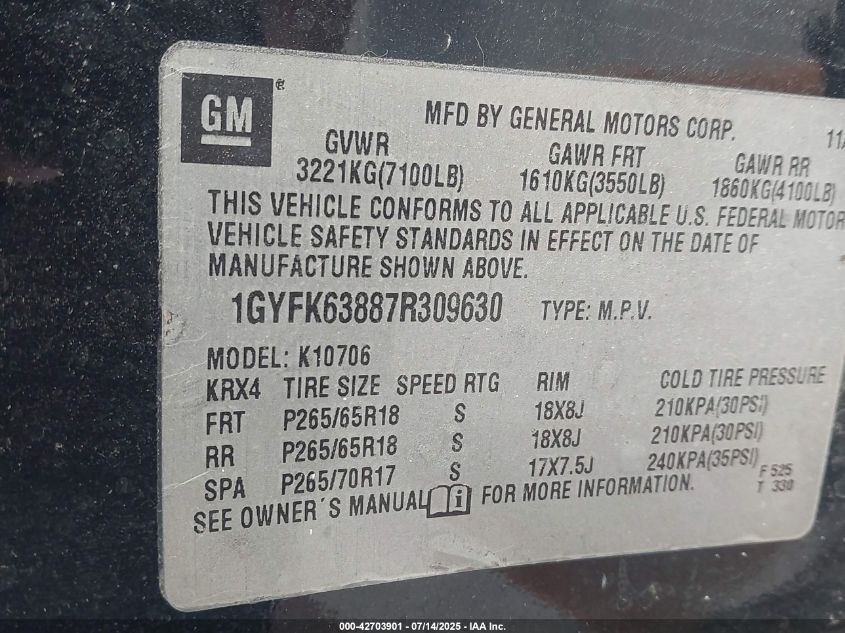 GM ®
MFD BY GENERAL MOTORS CORP. 11/
GVWR GAWR FRT GAWR RR
3221KG(7100LB) 1610KG(3550LB) 1860KG(4100LB)
THIS VEHICLE CONFORMS TO ALL APPLICABLE U.S. FEDERAL MOTOR
VEHICLE SAFETY STANDARDS IN EFFECT ON THE DATE OF
MANUFACTURE SHOWN ABOVE.
1GYFK63887R309630 TYPE: M.P.V.
MODEL: K10706
KRX4 TIRE SIZE SPEED RTG RIM COLD TIRE PRESSURE
FRT P265/65R18 S 18X8J 210KPA(30PSI)
RR P265/65R18 S 18X8J 210KPA(30PSI)
SPA P265/70R17 S 17X7.5J 240KPA(35PSI)
F 525
T 330
SEE OWNER´S MANUAL i FOR MORE INFORMATION.
000-42703901 - 07/14/2025 - IAA Inc.